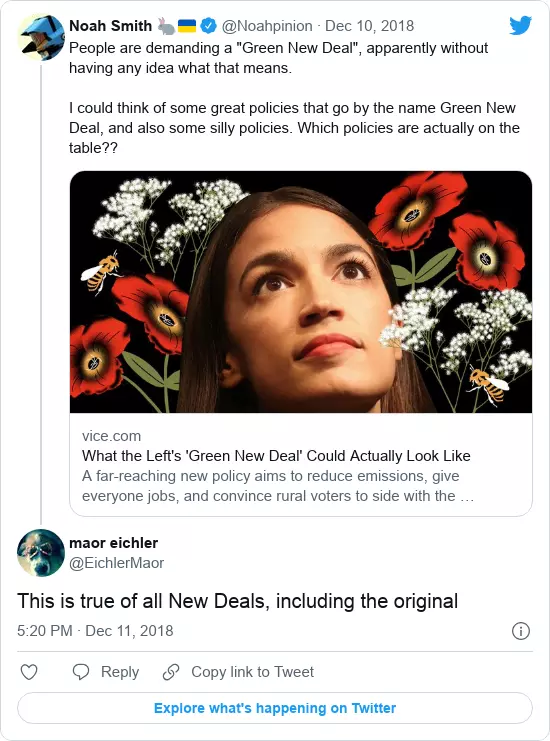 Noah Smith 🐇🇺🇦 @Noahpinion · Dec 10, 2018
People are demanding a "Green New Deal", apparently without
having any idea what that means.
I could think of some great policies that go by the name Green New
Deal, and also some silly policies. Which policies are actually on the
table??
vice.com
What the Left's 'Green New Deal' Could Actually Look Like
A far-reaching new policy aims to reduce emissions, give
everyone jobs, and convince rural voters to side with the …
maor eichler
@EichlerMaor
This is true of all New Deals, including the original
5:20 PM · Dec 11, 2018
Reply
Copy link to Tweet
Explore what's happening on Twitter